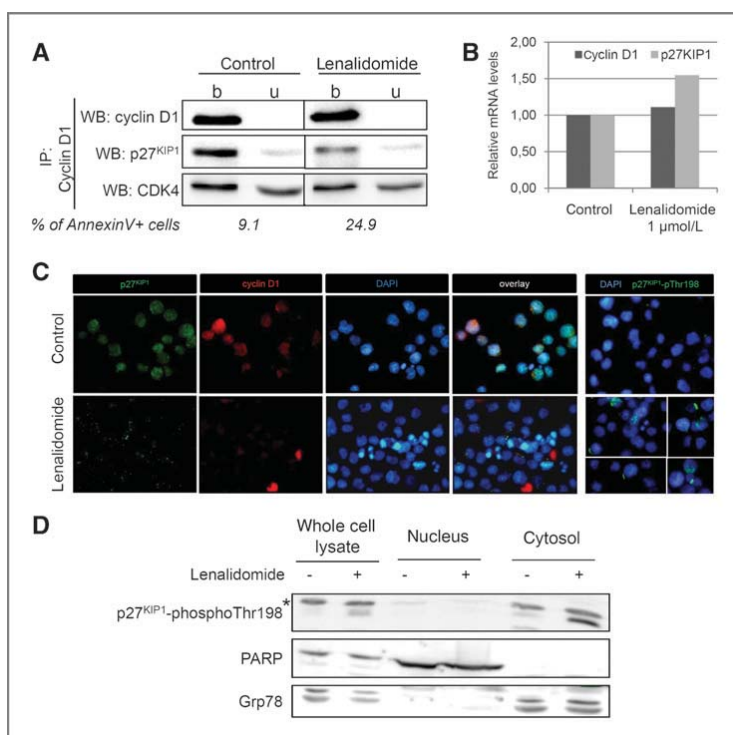 A
Control
Lenalidomide
b
u
b
u
IP:
Cyclin D1
WB: cyclin D1
WB: p27KIP1
WB: CDK4
% of AnnexinV+ cells
9.1
24.9
B
Relative mRNA levels
2,00
1,50
1,00
0,50
0,00
Cyclin D1
p27KIP1
Control
Lenalidomide
1 µmol/L
C
p27KIP1
cyclin D1
DAPI
overlay
DAPI p27KIP1-pThr198
Control
Lenalidomide
D
Whole cell
lysate
Nucleus
Cytosol
Lenalidomide
- + - + - +
p27KIP1-phosphoThr198
*
PARP
Grp78